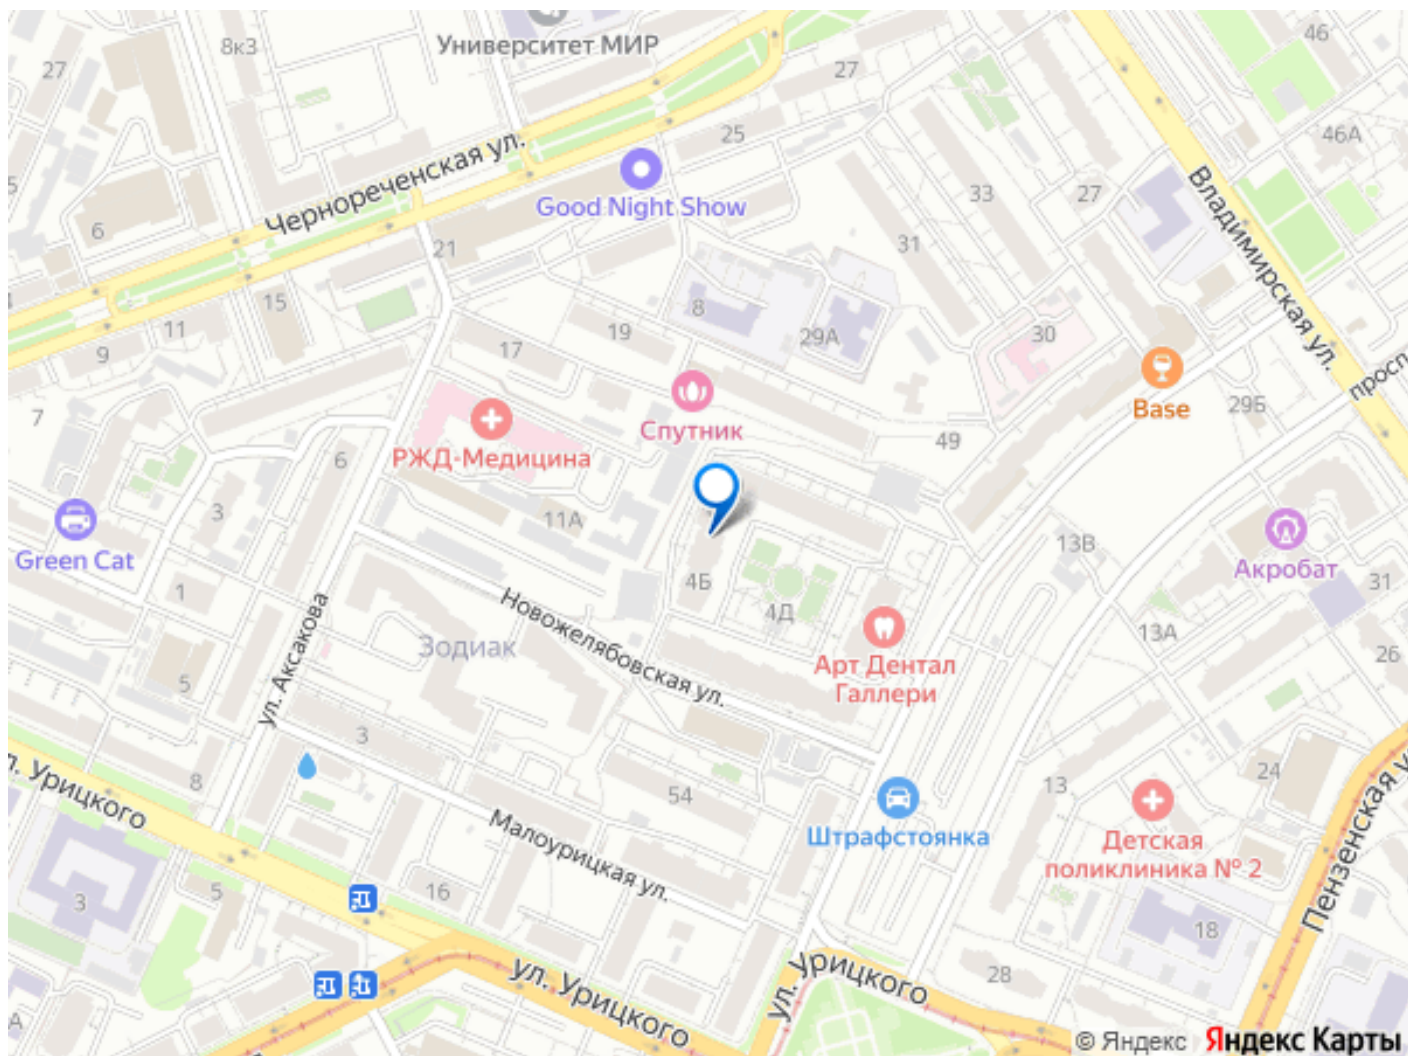 8к3
Университет МИР
27
27
46
46А
25
Чернореченская ул.
Good Night Show
33
27
Владимирская ул.
6
21
31
15
11
9
8
19
17
29А
30
7
Спутник
Base
29Б
просп
49
РЖД-Медицина
6
3
11А
Green Cat
13В
Акробат
31
4Б
4Д
1
Новожелябовская ул.
13А
Зодиак
Арт Дентал
Галлери
26
5
ул. Аксакова
3
8
л. Урицкого
54
13
24
Штрафстоянка
Детская
поликлиника № 2
Малоурицкая ул.
Пензенская у
16
5
3
18
ул. Урицкого
ул. Урицкого
28
А
© Яндекс Яндекс Карты